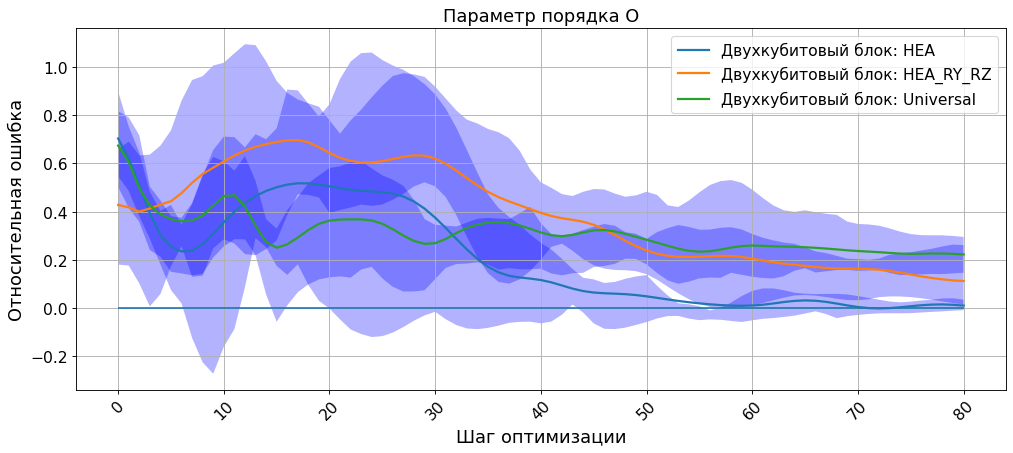 Параметр порядка O
Относительная ошибка
1.0
0.8
0.6
0.4
0.2
0.0
−0.2
Двухкубитовый блок: HEA
Двухкубитовый блок: HEA_RY_RZ
Двухкубитовый блок: Universal
0
10
20
30
40
50
60
70
80
Шаг оптимизации